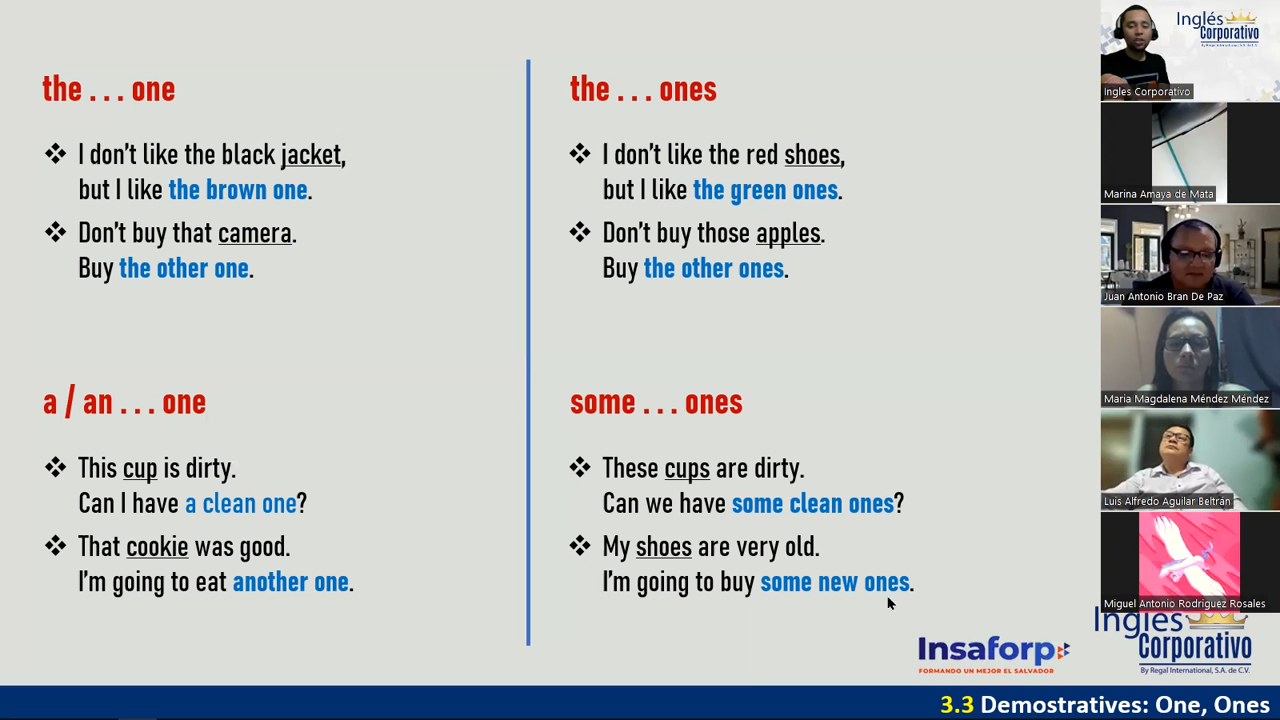 the . . . one
❖ I don't like the black jacket,
but I like the brown one.
❖ Don't buy that camera.
Buy the other one.
a / an . . . one
❖ This cup is dirty.
Can I have a clean one?
❖ That cookie was good.
I'm going to eat another one.
the . . . ones
❖ I don't like the red shoes,
but I like the green ones.
❖ Don't buy those apples.
Buy the other ones.
some . . . ones
❖ These cups are dirty.
Can we have some clean ones?
❖ My shoes are very old.
I'm going to buy some new ones.
Insaforp
FORMANDO UN MEJOR EL SALVADOR
Inglés
Corporativo
By Regal International, S.A. de C.V.
3.3 Demostratives: One, Ones
Inglés
Corporativo
By Regal International, S.A. de C.V.
Ingles Corporativo
Marina Amaya de Mata
Juan Antonio Bran De Paz
Maria Magdalena Méndez Méndez
Luis Alfredo Aguilar Beltrán
Miguel Antonio Rodriguez Rosales